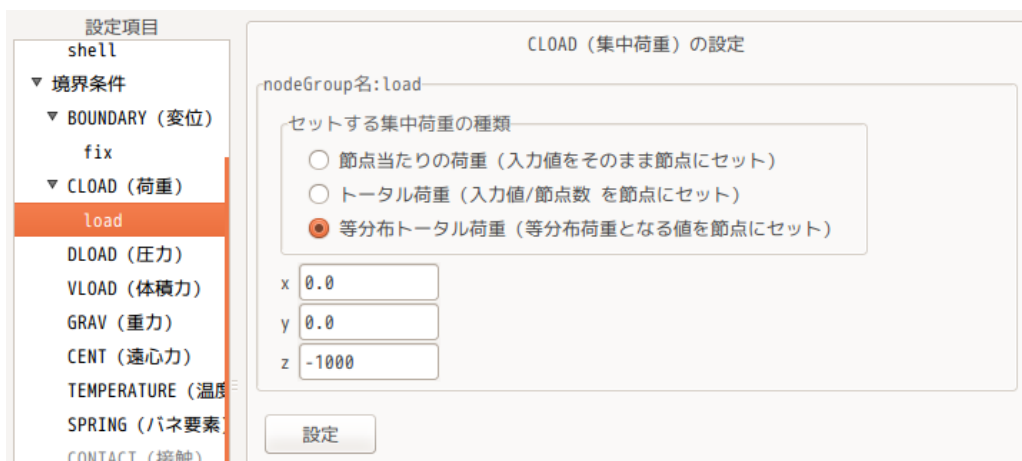 設定項目
shell
▼ 境界条件
▼ BOUNDARY (変位)
fix
▼ CLOAD (荷重)
load
DLOAD (圧力)
VLOAD (体積力)
GRAV (重力)
CENT (遠心力)
TEMPERATURE (温度
SPRING (バネ要素)
CONTACT (接触)
CLOAD (集中荷重) の設定
nodeGroup名:load
セットする集中荷重の種類
節点当たりの荷重 (入力値をそのまま節点にセット)
トータル荷重 (入力値/節点数 を節点にセット)
等分布トータル荷重 (等分布荷重となる値を節点にセット)
x 0.0
y 0.0
z -1000
設定